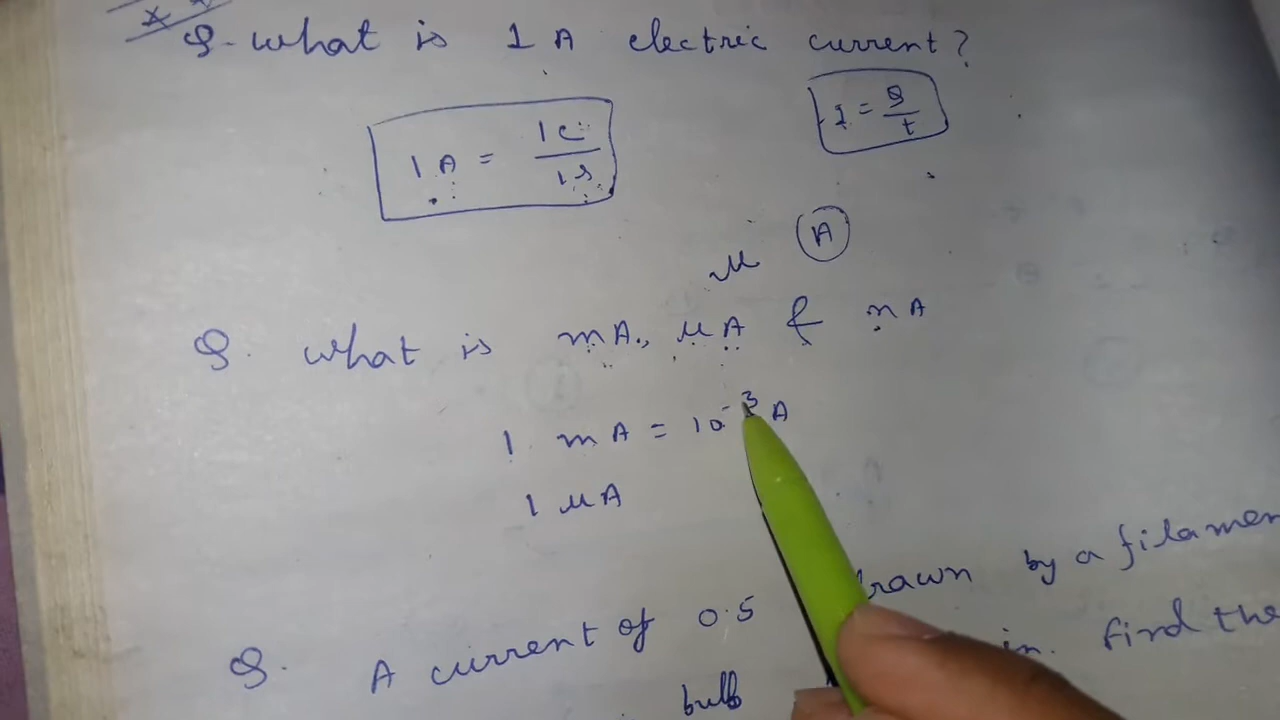 Q. What is 1 A electric current?
1 A = 1C / 1s
I = Q / t
μ A
Q. What is mA, μA & nA
1 mA = 10⁻³ A
1 μA
Q. A current of 0.5 drawn by a filamen
in. Find the
bulb